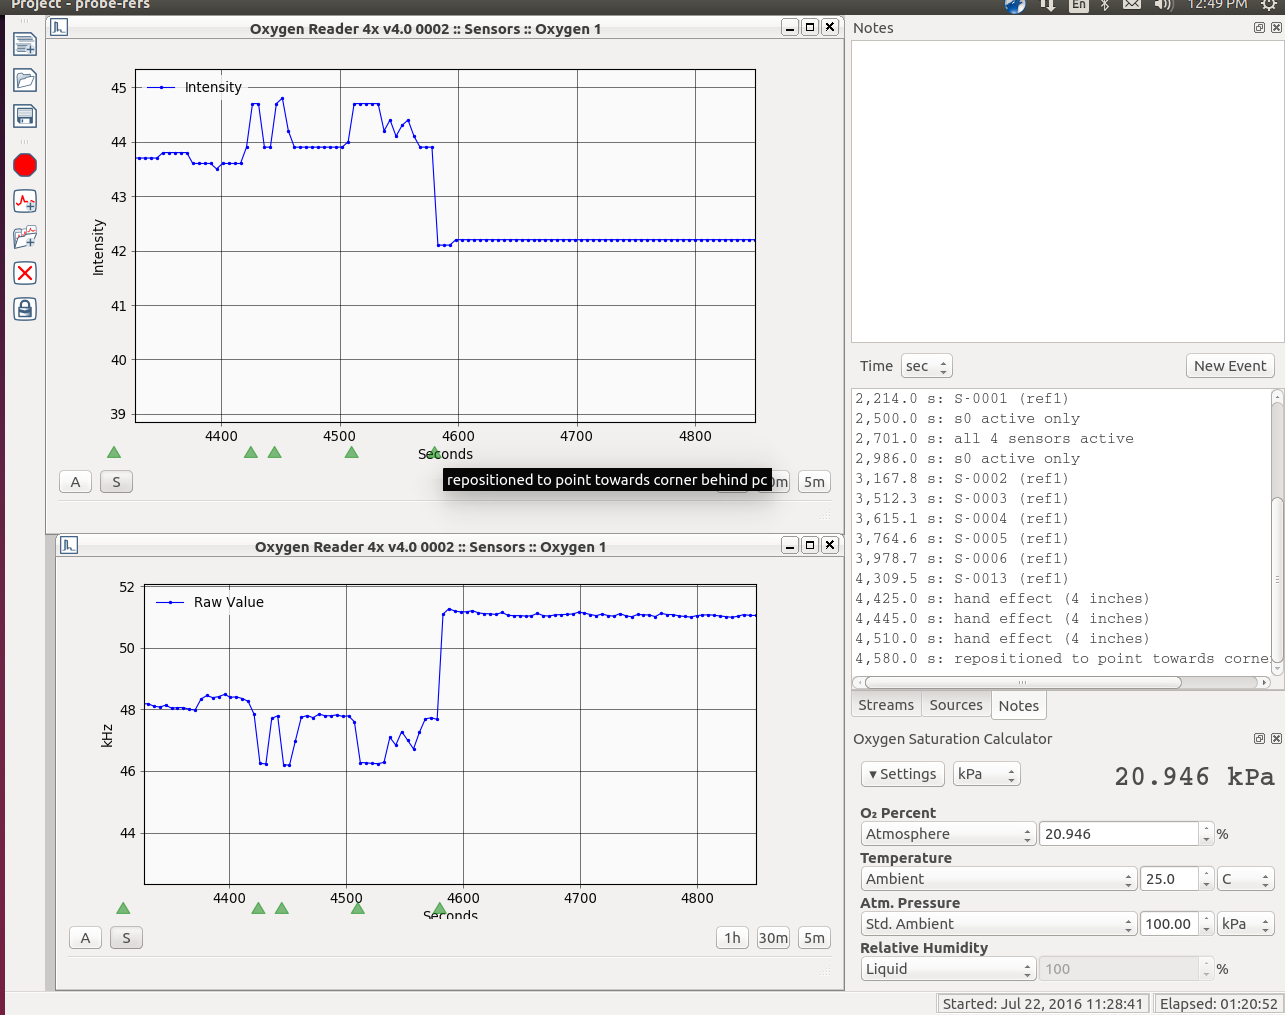 Project - probe-refs
En
12:49 PM
Oxygen Reader 4x v4.0 0002 :: Sensors :: Oxygen 1
Intensity
45
44
43
42
41
40
39
Intensity
4400 4500 4600 4700 4800
Seconds
A S 5m
repositioned to point towards corner behind pc
Oxygen Reader 4x v4.0 0002 :: Sensors :: Oxygen 1
Raw Value
52
50
48
46
44
kHz
4400 4500 4600 4700 4800
Seconds
A S 1h 30m 5m
Notes
Time sec New Event
2,214.0 s: S-0001 (ref1)
2,500.0 s: s0 active only
2,701.0 s: all 4 sensors active
2,986.0 s: s0 active only
3,167.8 s: S-0002 (ref1)
3,512.3 s: S-0003 (ref1)
3,615.1 s: S-0004 (ref1)
3,764.6 s: S-0005 (ref1)
3,978.7 s: S-0006 (ref1)
4,309.5 s: S-0013 (ref1)
4,425.0 s: hand effect (4 inches)
4,445.0 s: hand effect (4 inches)
4,510.0 s: hand effect (4 inches)
4,580.0 s: repositioned to point towards corne
Streams Sources Notes
Oxygen Saturation Calculator
▾ Settings kPa 20.946 kPa
O₂ Percent
Atmosphere 20.946 %
Temperature
Ambient 25.0 C
Atm. Pressure
Std. Ambient 100.00 kPa
Relative Humidity
Liquid 100 %
Started: Jul 22, 2016 11:28:41 Elapsed: 01:20:52